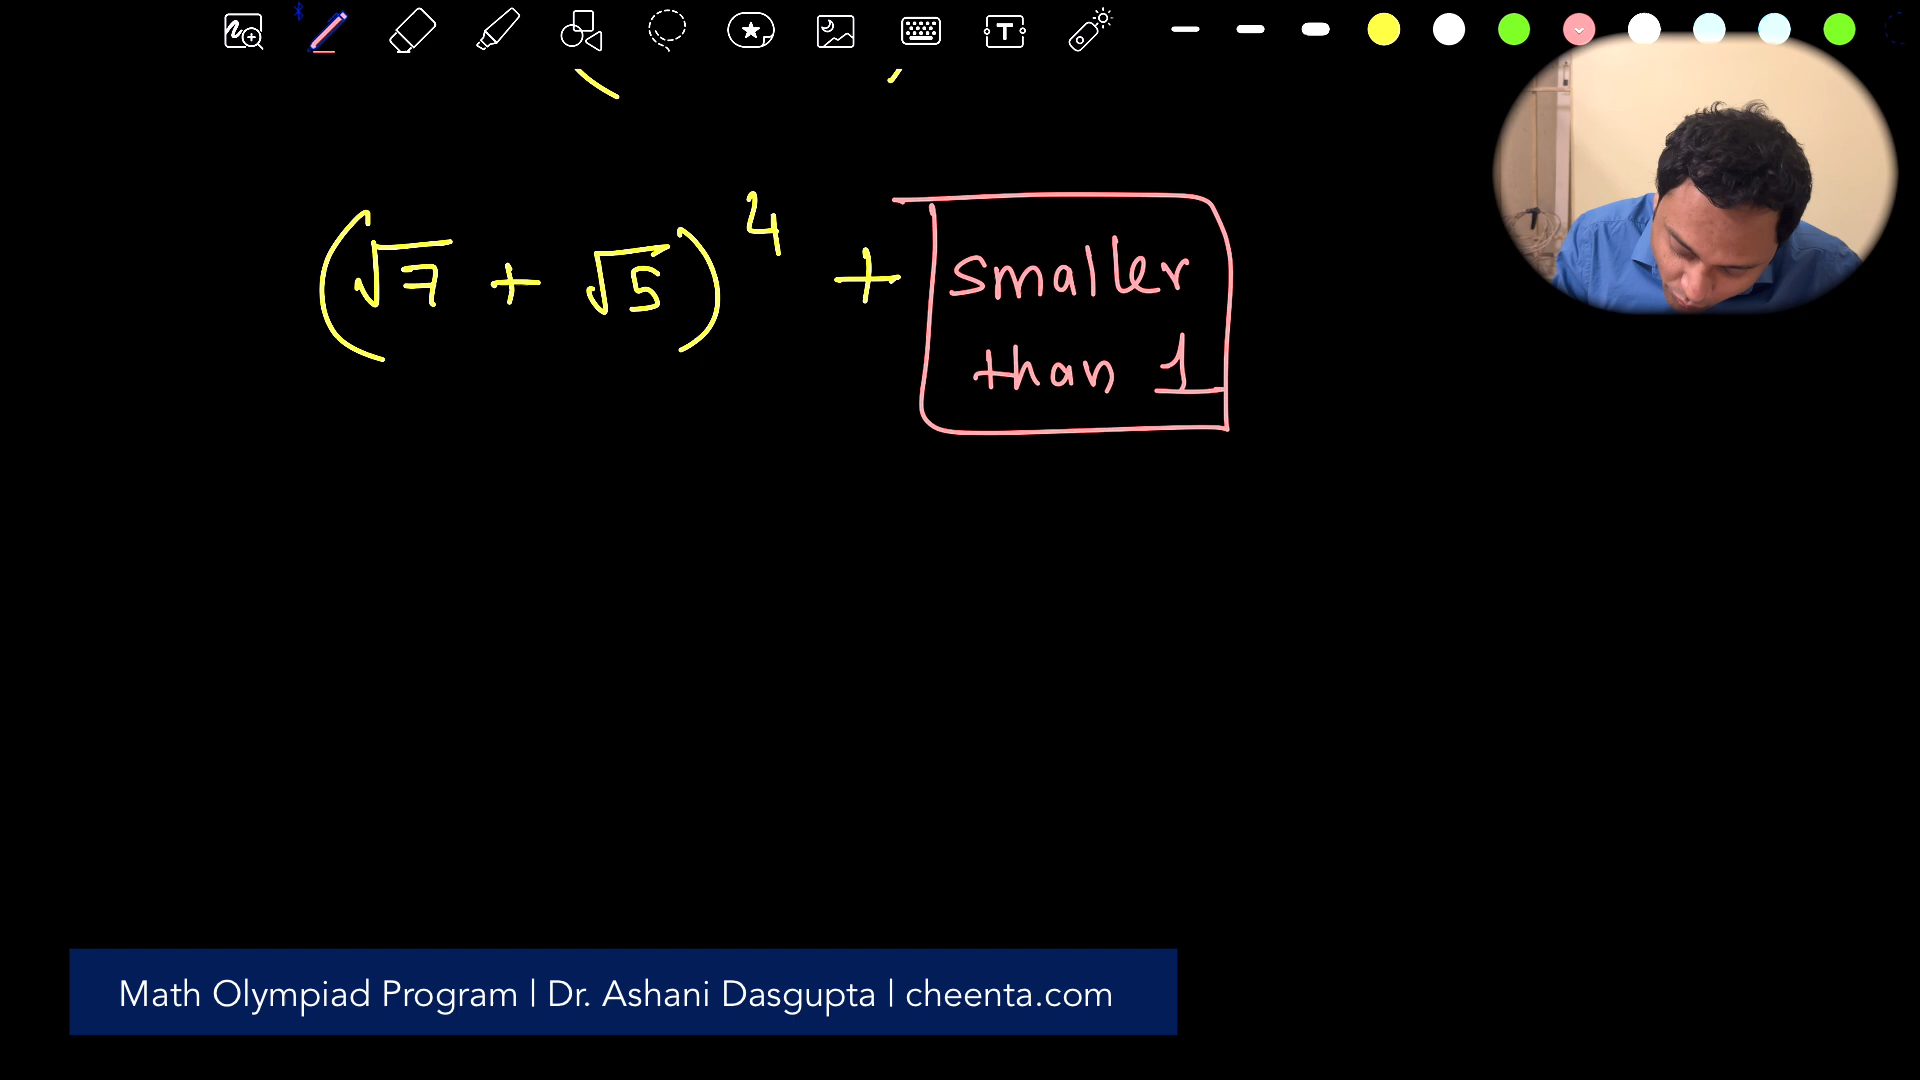 (√7 + √5)^4 + smaller
than 1
Math Olympiad Program | Dr. Ashani Dasgupta | cheenta.com